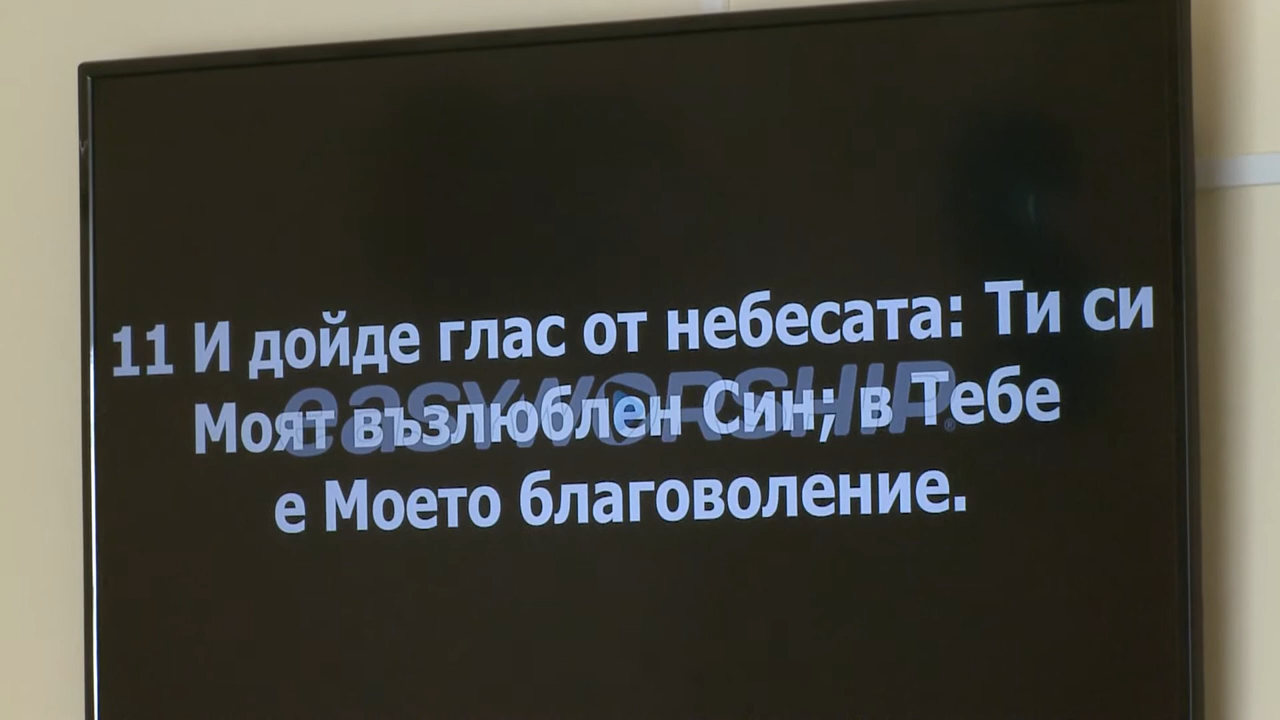 11 И дойде глас от небесата: Ти си
Моят възлюблен Син; в Тебе
е Моето благоволение.
easyWORSHIP®